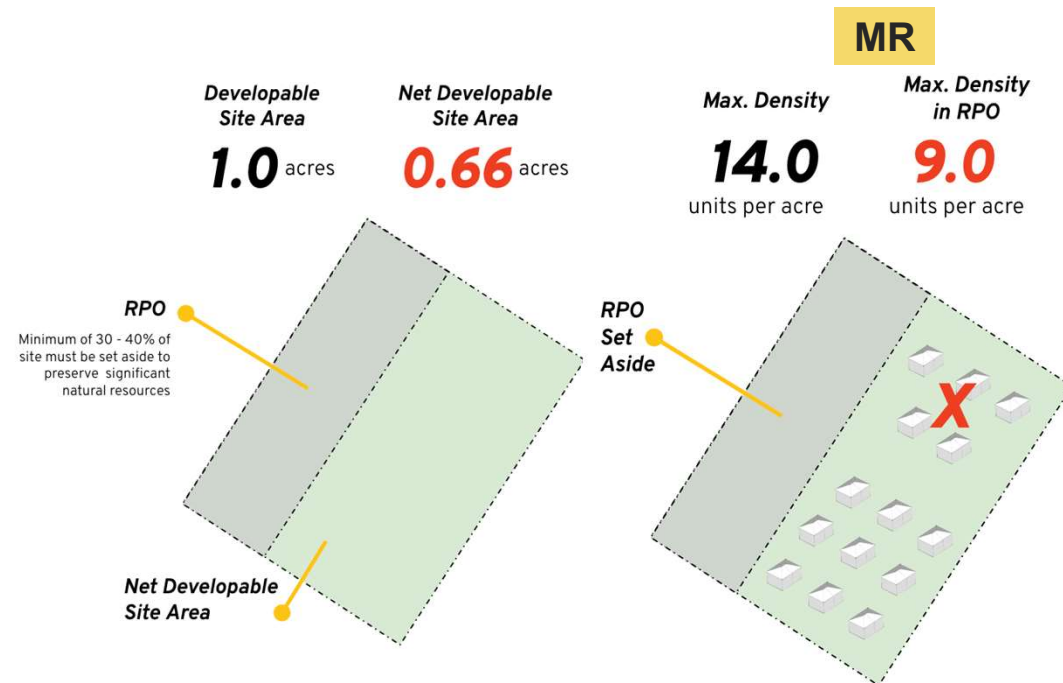 MR
Developable
Site Area
1.0 acres
Net Developable
Site Area
0.66 acres
Max. Density
14.0
units per acre
Max. Density
in RPO
9.0
units per acre
RPO
Minimum of 30 - 40% of
site must be set aside to
preserve significant
natural resources
Net Developable
Site Area
RPO
Set
Aside
X